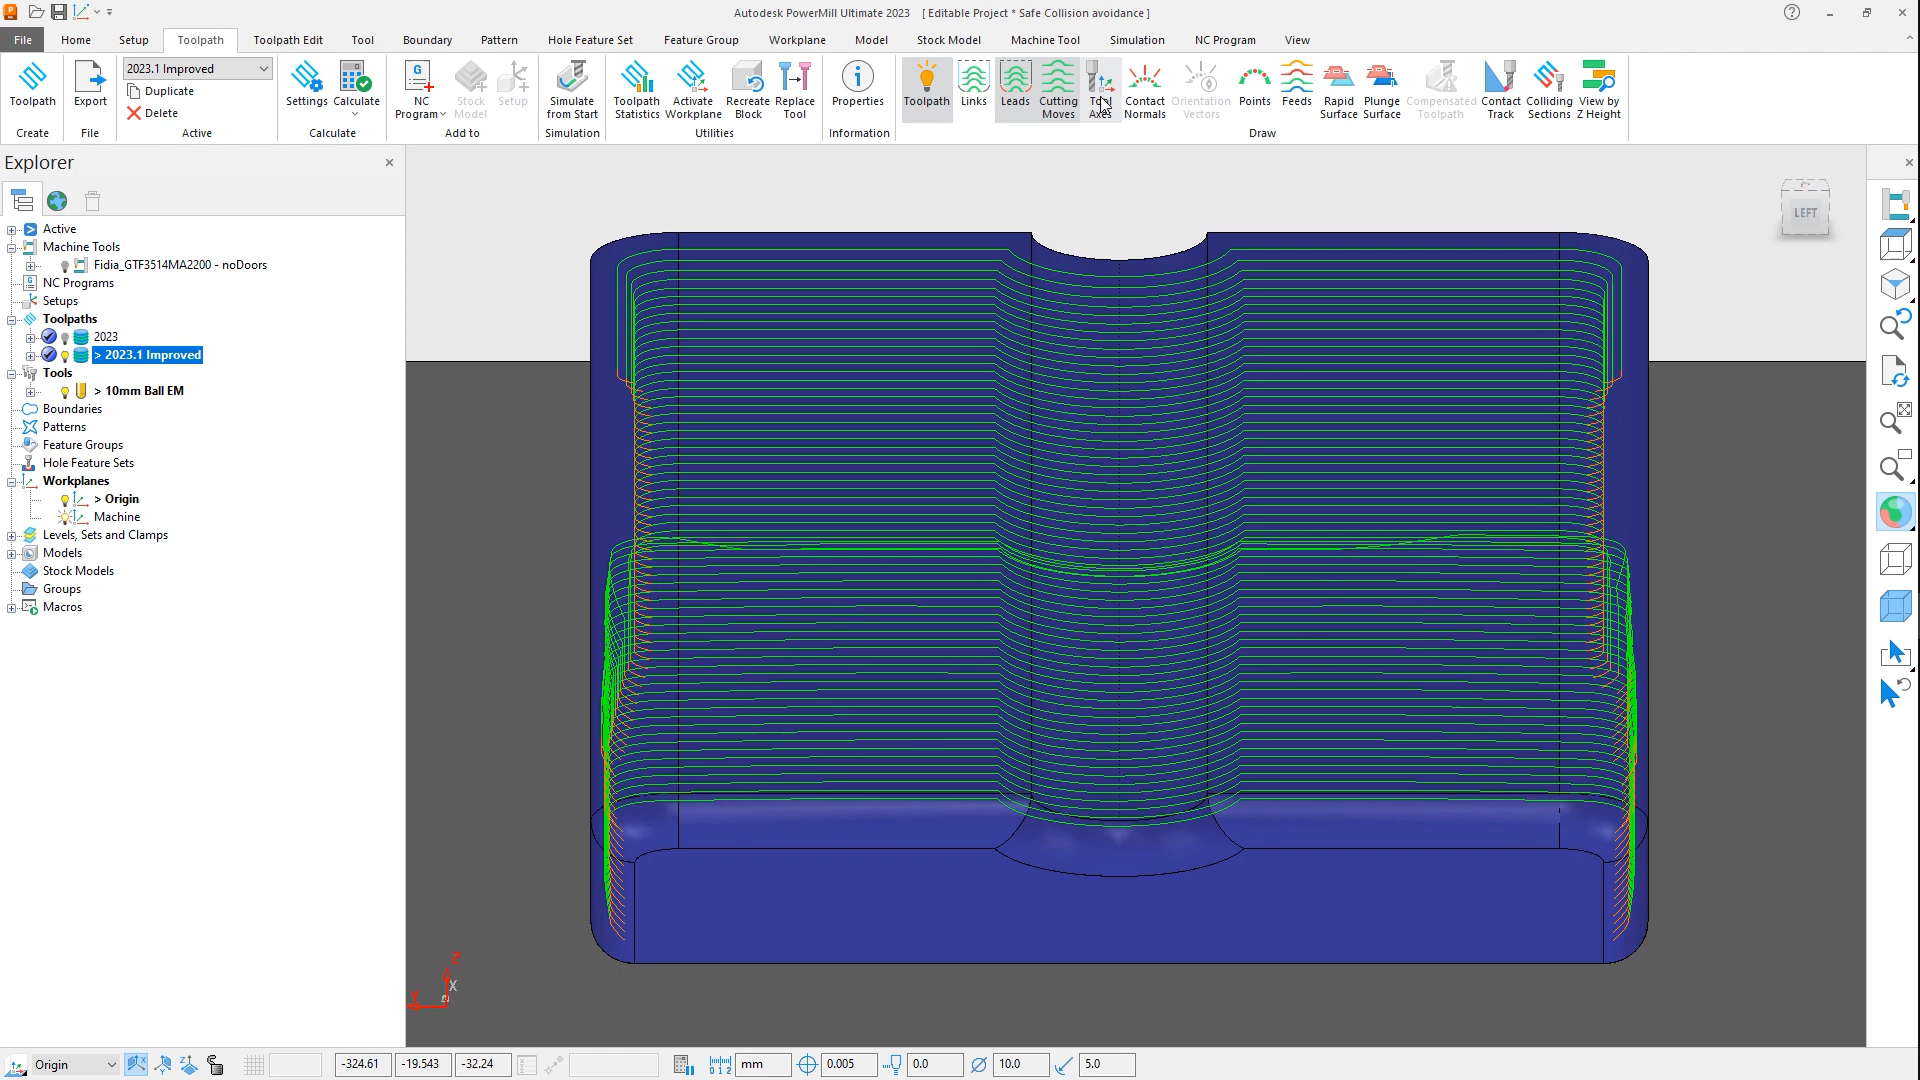 Autodesk PowerMill Ultimate 2023 [ Editable Project * Safe Collision avoidance ]
File Home Setup Toolpath Toolpath Edit Tool Boundary Pattern Hole Feature Set Feature Group Workplane Model Stock Model Machine Tool Simulation NC Program View
Toolpath
Create
Export
File
2023.1 Improved
Duplicate
Delete
Active
Settings
Calculate
Calculate
NC Program
Stock Model
Setup
Add to
Simulate from Start
Simulation
Toolpath Statistics
Activate Workplane
Recreate Block
Replace Tool
Utilities
Properties
Information
Toolpath
Links
Leads
Cutting Moves
Tool Axes
Contact Normals
Orientation Vectors
Points
Feeds
Rapid Surface
Plunge Surface
Compensated Toolpath
Contact Track
Colliding Sections
View by Z Height
Draw
Explorer
Active
Machine Tools
Fidia_GTF3514MA2200 - noDoors
NC Programs
Setups
Toolpaths
2023
> 2023.1 Improved
Tools
> 10mm Ball EM
Boundaries
Patterns
Feature Groups
Hole Feature Sets
Workplanes
> Origin
Machine
Levels, Sets and Clamps
Models
Stock Models
Groups
Macros
LEFT
Z
X
Y
Origin -324.61 -19.543 -32.24 mm 0.005 0.0 10.0 5.0